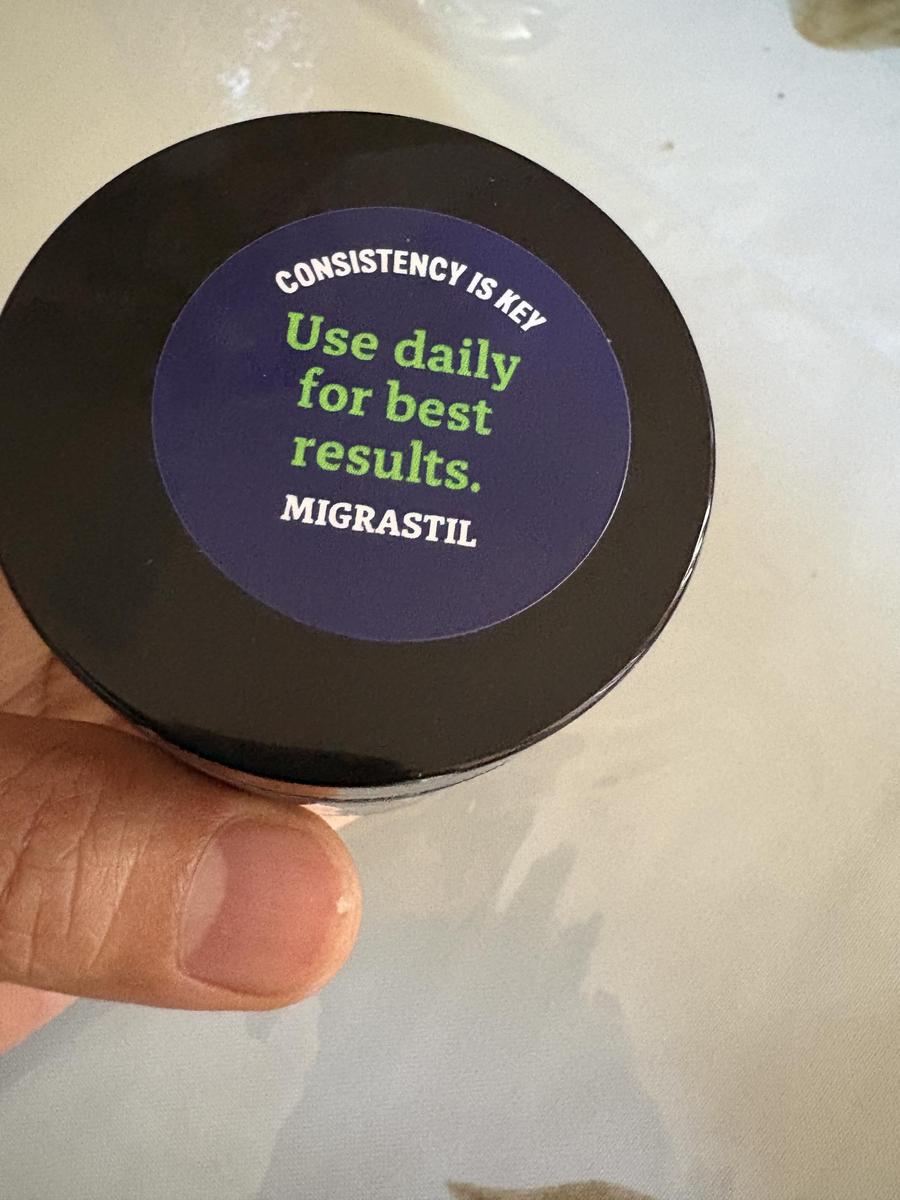 CONSISTENCY IS KEY
Use daily
for best
results.
MIGRASTIL